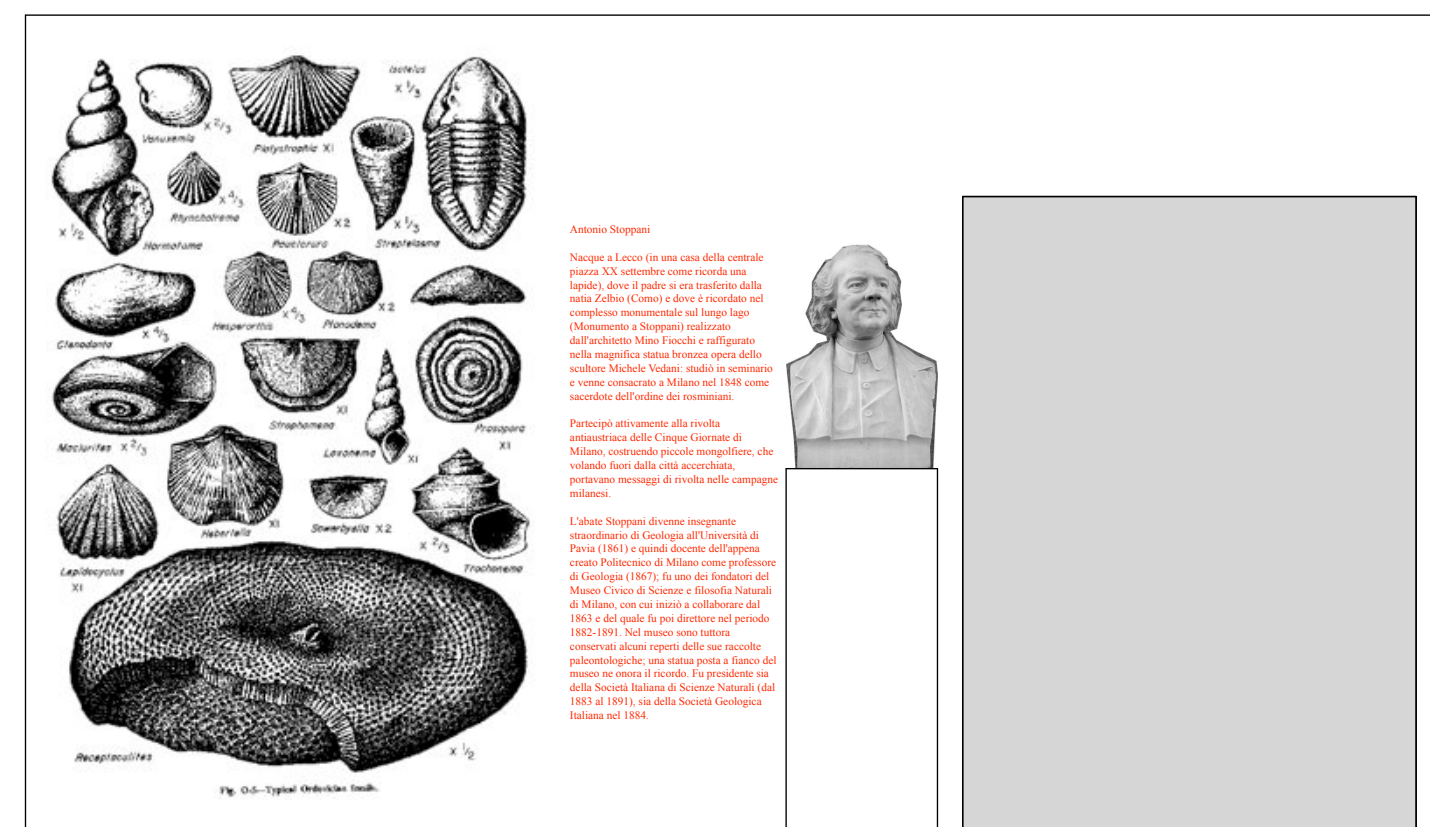 Isotelus
X 1/3
Vanuxemia
X 2/3
Platystrophia X1
Rhynchotrema
X 4/3
X 2
X 1/3
X 1/2
Hormotoma
Paucicrura
Streptelasma
X 4/3
Ctenodonta
Hesperorthis
X 4/3
X 2
Plonodema
Maclurites X 2/3
Strophomena
X1
Loxonema
X1
Prasopora
X1
Lepidocyclus
X1
Hebertella
X1
Sowerbyella X 2
X 2/3
Trochonema
Receptaculites
X 1/2
Fig. O-5—Typical Ordovician fossils.
Antonio Stoppani
Nacque a Lecco (in una casa della centrale
piazza XX settembre come ricorda una
lapide), dove il padre si era trasferito dalla
natia Zelbio (Como) e dove è ricordato nel
complesso monumentale sul lungo lago
(Monumento a Stoppani) realizzato
dall'architetto Mino Fiocchi e raffigurato
nella magnifica statua bronzea opera dello
scultore Michele Vedani: studiò in seminario
e venne consacrato a Milano nel 1848 come
sacerdote dell'ordine dei rosminiani.
Partecipò attivamente alla rivolta
antiaustriaca delle Cinque Giornate di
Milano, costruendo piccole mongolfiere, che
volando fuori dalla città accerchiata,
portavano messaggi di rivolta nelle campagne
milanesi.
L'abate Stoppani divenne insegnante
straordinario di Geologia all'Università di
Pavia (1861) e quindi docente dell'appena
creato Politecnico di Milano come professore
di Geologia (1867); fu uno dei fondatori del
Museo Civico di Scienze e filosofia Naturali
di Milano, con cui iniziò a collaborare dal
1863 e del quale fu poi direttore nel periodo
1882-1891. Nel museo sono tuttora
conservati alcuni reperti delle sue raccolte
paleontologiche; una statua posta a fianco del
museo ne onora il ricordo. Fu presidente sia
della Società Italiana di Scienze Naturali (dal
1883 al 1891), sia della Società Geologica
Italiana nel 1884.